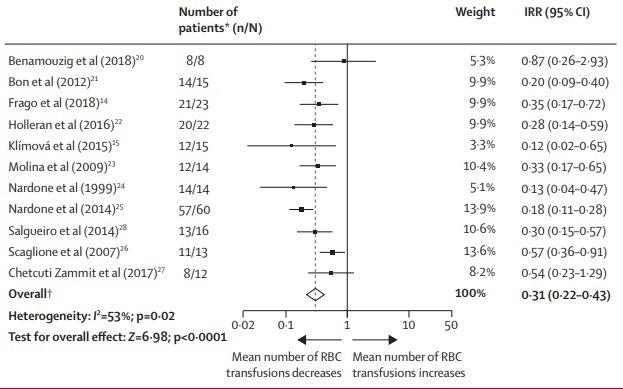 Number of patients* (n/N) Weight IRR (95% CI)
Benamouzig et al (2018)²⁰ 8/8 5·3% 0·87 (0·26–2·93)
Bon et al (2012)²¹ 14/15 9·9% 0·20 (0·09–0·40)
Frago et al (2018)¹⁴ 21/23 9·9% 0·35 (0·17–0·72)
Holleran et al (2016)²² 20/22 9·9% 0·28 (0·14–0·59)
Klímová et al (2015)¹⁵ 12/15 3·3% 0·12 (0·02–0·65)
Molina et al (2009)²³ 12/14 10·4% 0·33 (0·17–0·65)
Nardone et al (1999)²⁴ 14/14 5·1% 0·13 (0·04–0·47)
Nardone et al (2014)²⁵ 57/60 13·9% 0·18 (0·11–0·28)
Salgueiro et al (2014)²⁸ 13/16 10·6% 0·30 (0·15–0·57)
Scaglione et al (2007)²⁶ 11/13 13·6% 0·57 (0·36–0·91)
Chetcuti Zammit et al (2017)²⁷ 8/12 8·2% 0·54 (0·23–1·29)
Overall† 100% 0·31 (0·22–0·43)
Heterogeneity: I²=53%; p=0·02
Test for overall effect: Z=6·98; p<0·0001
0·02 0·1 1 10 50
Mean number of RBC transfusions decreases
Mean number of RBC transfusions increases